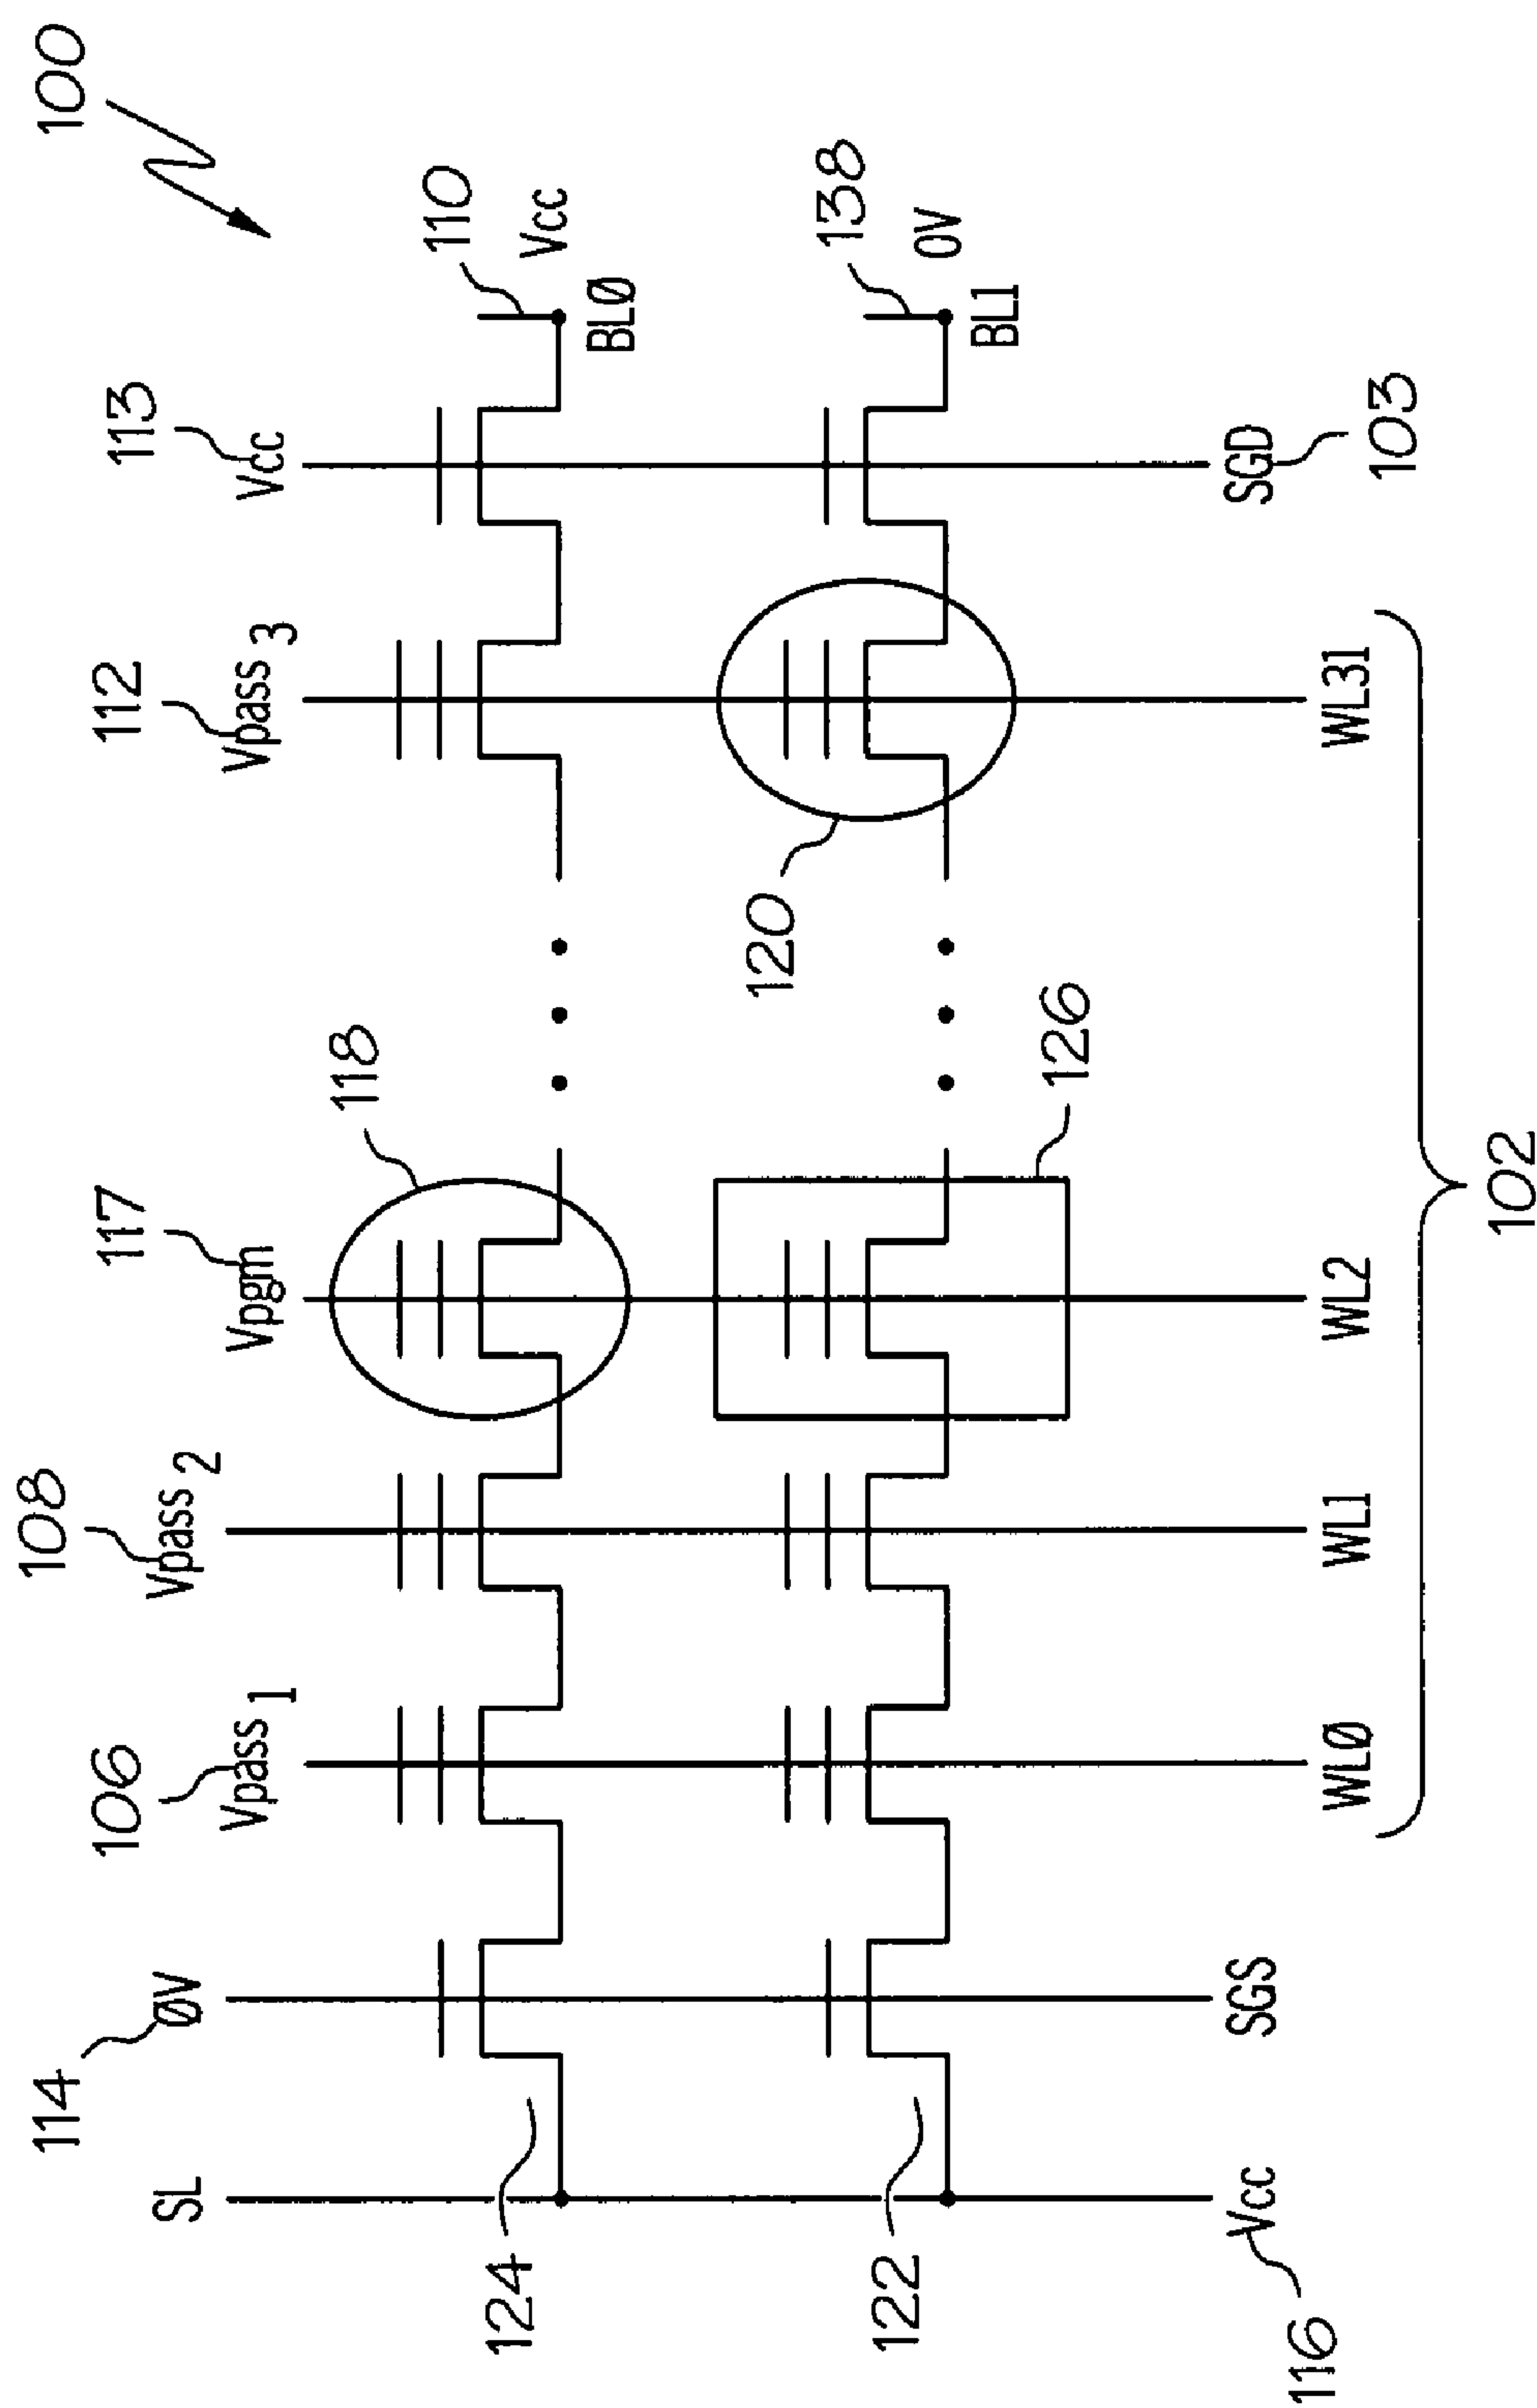 114 108 100
106 117 112 113
SL ØV Vpass 2
Vpass 1 Vpgm Vpass 3 Vcc
118
110
124
Vcc
BLØ
120
138
122
0V
BL1
126
Vcc SGS SGD
116
WLØ WL1 WL2 WL31
103
102